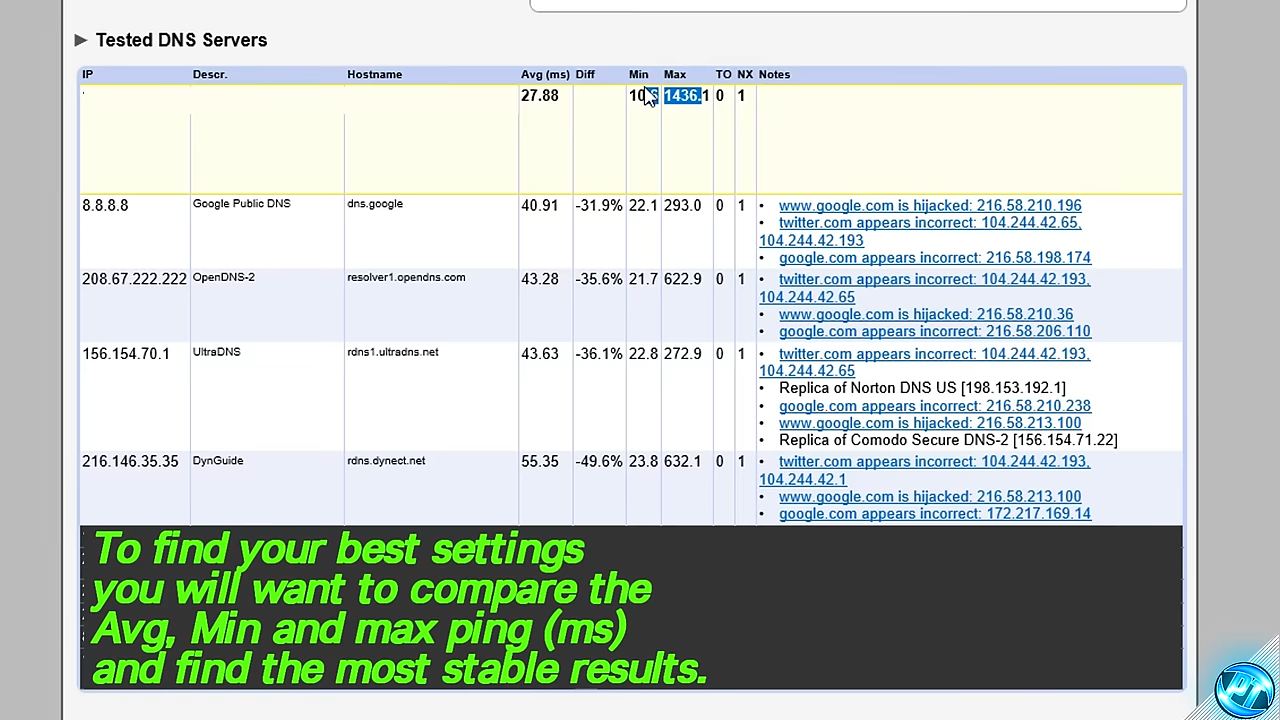 ▶ Tested DNS Servers
IP Descr. Hostname Avg (ms) Diff Min Max TO NX Notes
27.88 1436.1 0 1
8.8.8.8 Google Public DNS dns.google 40.91 -31.9% 22.1 293.0 0 1 • www.google.com is hijacked: 216.58.210.196
• twitter.com appears incorrect: 104.244.42.65,
104.244.42.193
• google.com appears incorrect: 216.58.198.174
208.67.222.222 OpenDNS-2 resolver1.opendns.com 43.28 -35.6% 21.7 622.9 0 1 • twitter.com appears incorrect: 104.244.42.193,
104.244.42.65
• www.google.com is hijacked: 216.58.210.36
• google.com appears incorrect: 216.58.206.110
156.154.70.1 UltraDNS rdns1.ultradns.net 43.63 -36.1% 22.8 272.9 0 1 • twitter.com appears incorrect: 104.244.42.193,
104.244.42.65
• Replica of Norton DNS US [198.153.192.1]
• google.com appears incorrect: 216.58.210.238
• www.google.com is hijacked: 216.58.213.100
• Replica of Comodo Secure DNS-2 [156.154.71.22]
216.146.35.35 DynGuide rdns.dynect.net 55.35 -49.6% 23.8 632.1 0 1 • twitter.com appears incorrect: 104.244.42.193,
104.244.42.1
• www.google.com is hijacked: 216.58.213.100
• google.com appears incorrect: 172.217.169.14
To find your best settings
you will want to compare the
Avg, Min and max ping (ms)
and find the most stable results.
PT